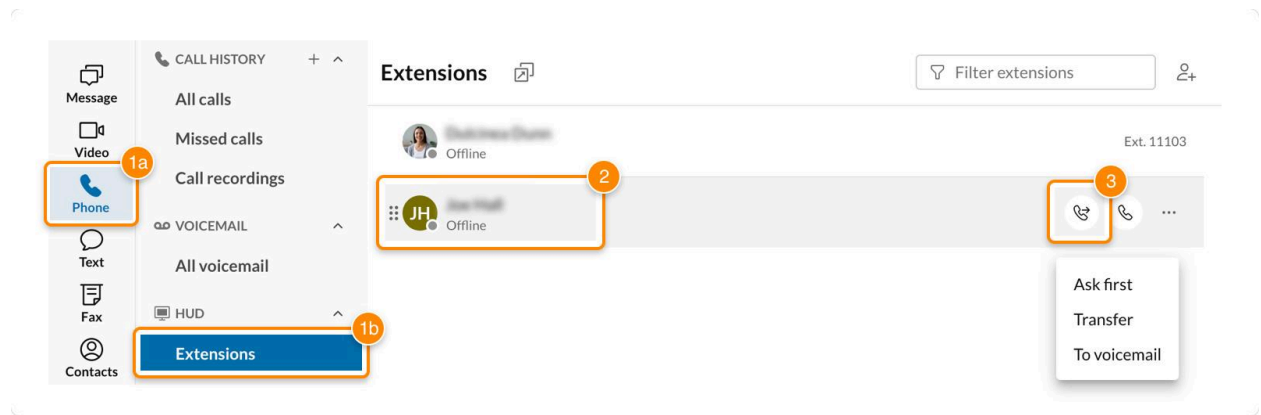 Message
Video
1a
Phone
Text
Fax
Contacts
CALL HISTORY
All calls
Missed calls
Call recordings
VOICEMAIL
All voicemail
HUD
1b
Extensions
Extensions
Filter extensions
Offline
Ext. 11103
2
JH
Offline
3
Ask first
Transfer
To voicemail